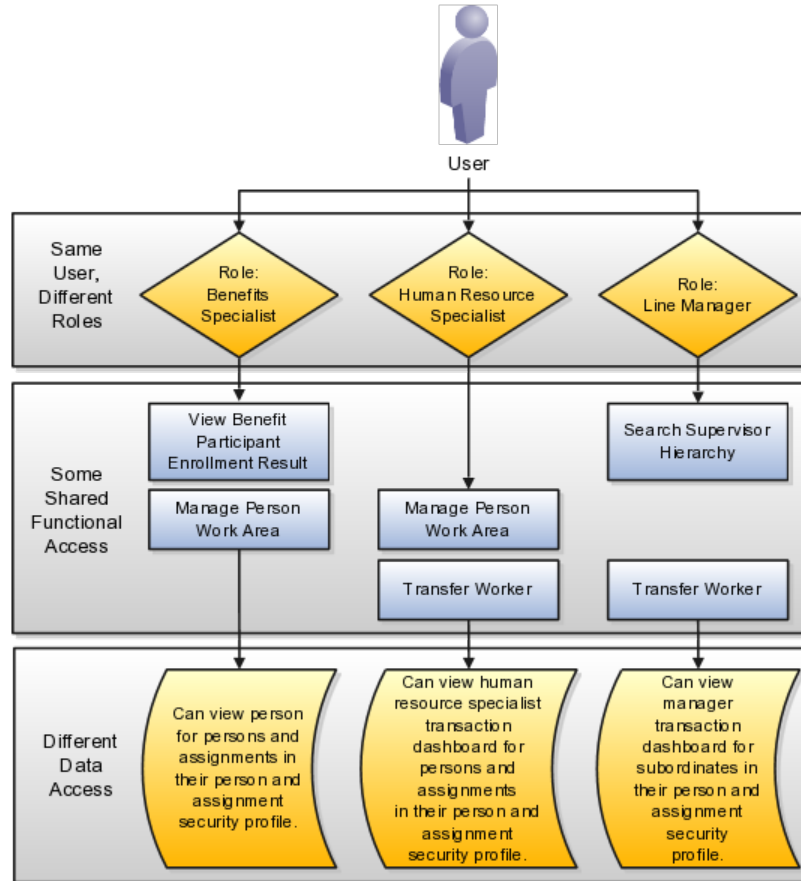 User
Same
User,
Different
Roles
Role:
Benefits
Specialist
Role:
Human Resource
Specialist
Role:
Line Manager
Some
Shared
Functional
Access
View Benefit
Participant
Enrollment Result
Manage Person
Work Area
Manage Person
Work Area
Transfer Worker
Search Supervisor
Hierarchy
Transfer Worker
Different
Data
Access
Can view person
for persons and
assignments in
their person and
assignment
security profile.
Can view human
resource specialist
transaction
dashboard for
persons and
assignments
in their person and
assignment
security profile.
Can view
manager
transaction
dashboard for
subordinates in
their person and
assignment
security
profile.